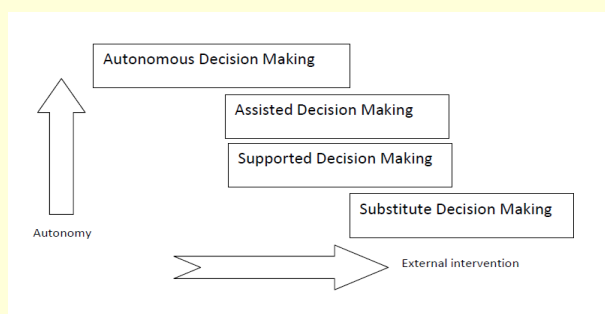 Autonomous Decision Making
Assisted Decision Making
Supported Decision Making
Substitute Decision Making
Autonomy
External intervention